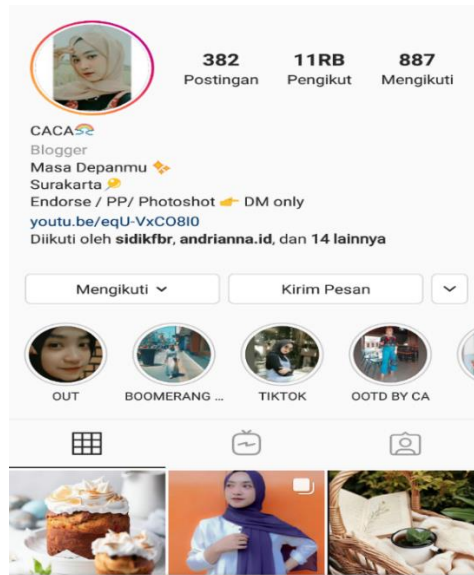 382 11RB 887
Postingan Pengikut Mengikuti
CACA
Blogger
Masa Depanmu
Surakarta
Endorse / PP/ Photoshot 👉 DM only
youtu.be/eqU-VxCO8l0
Diikuti oleh sidikfbr, andrianna.id, dan 14 lainnya
Mengikuti Kirim Pesan
OUT BOOMERANG ... TIKTOK OOTD BY CA